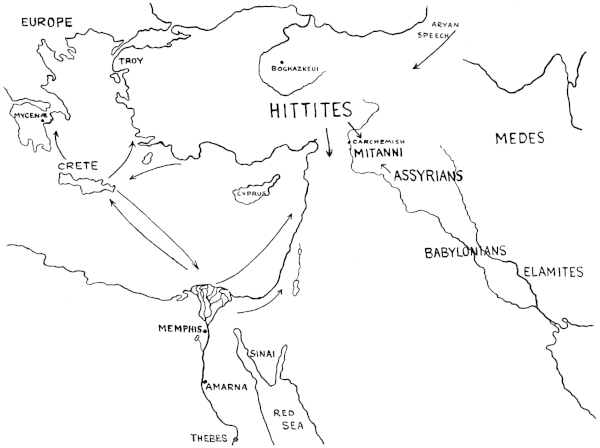 EUROPE
ARYAN
SPEECH
TROY
BOGHAZKEUI
MYCENÆ
HITTITES
CARCHEMISH
MITANNI
MEDES
CRETE
ASSYRIANS
CYPRUS
BABYLONIANS
ELAMITES
MEMPHIS
SINAI
AMARNA
RED
SEA
THEBES